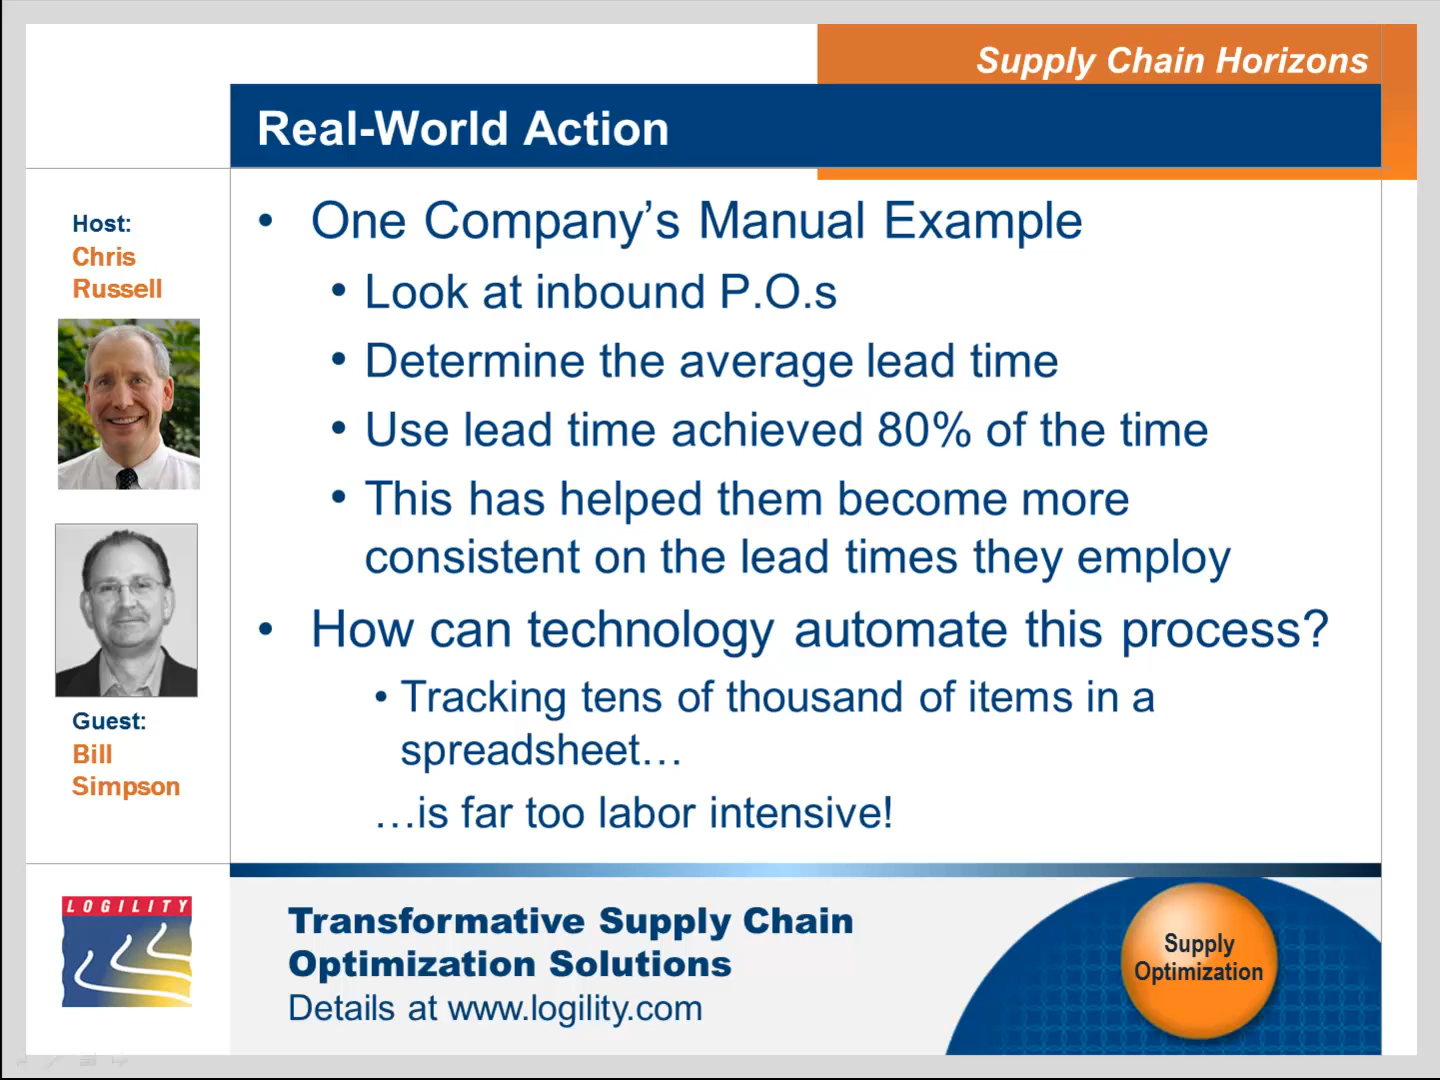 Supply Chain Horizons
Real-World Action
Host:
Chris
Russell
Guest:
Bill
Simpson
• One Company’s Manual Example
• Look at inbound P.O.s
• Determine the average lead time
• Use lead time achieved 80% of the time
• This has helped them become more
consistent on the lead times they employ
• How can technology automate this process?
• Tracking tens of thousand of items in a
spreadsheet…
…is far too labor intensive!
LOGILITY
Transformative Supply Chain
Optimization Solutions
Details at www.logility.com
Supply
Optimization